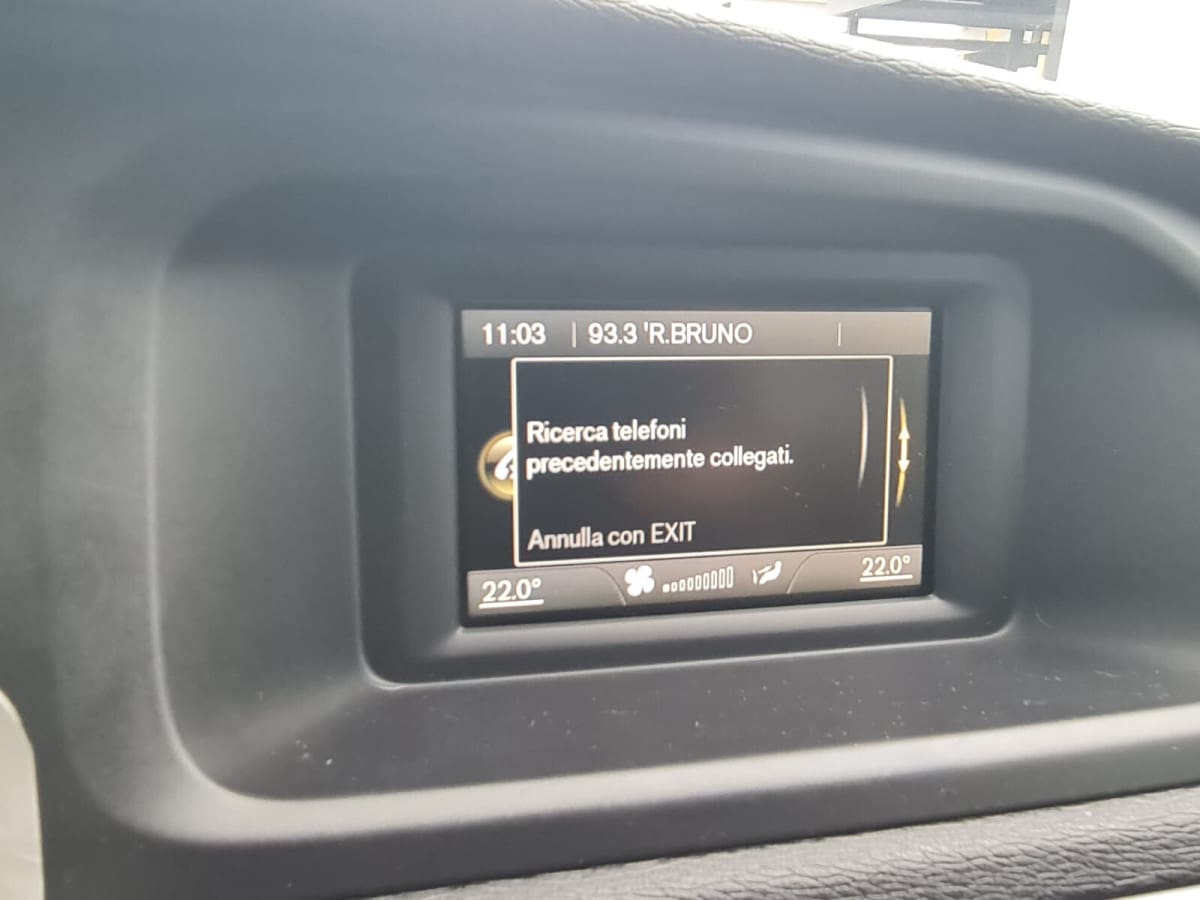 11:03 | 93.3 'R.BRUNO |
Ricerca telefoni
precedentemente collegati.
Annulla con EXIT
22.0° 22.0°